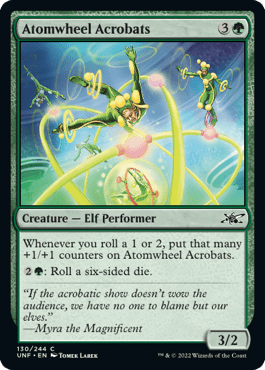 Atomwheel Acrobats 3
Creature — Elf Performer
Whenever you roll a 1 or 2, put that many
+1/+1 counters on Atomwheel Acrobats.
2: Roll a six-sided die.
"If the acrobatic show doesn't wow the
audience, we have no one to blame but our
elves."
—Myra the Magnificent
3/2
130/244 C
UNF • EN Tomek Larek
™ & © 2022 Wizards of the Coast